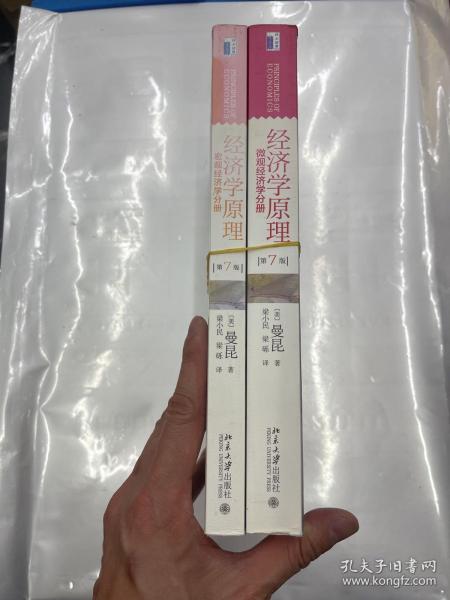 PRINCIPLES OF
ECONOMICS
经济学原理
宏观经济学分册
第7版
〔美〕曼昆 著
梁小民 梁砾 译
北京大学出版社
PEKING UNIVERSITY PRESS
PRINCIPLES OF
ECONOMICS
经济学原理
微观经济学分册
第7版
〔美〕曼昆 著
梁小民 梁砾 译
北京大学出版社
PEKING UNIVERSITY PRESS
孔夫子旧书网
www.kongfz.com